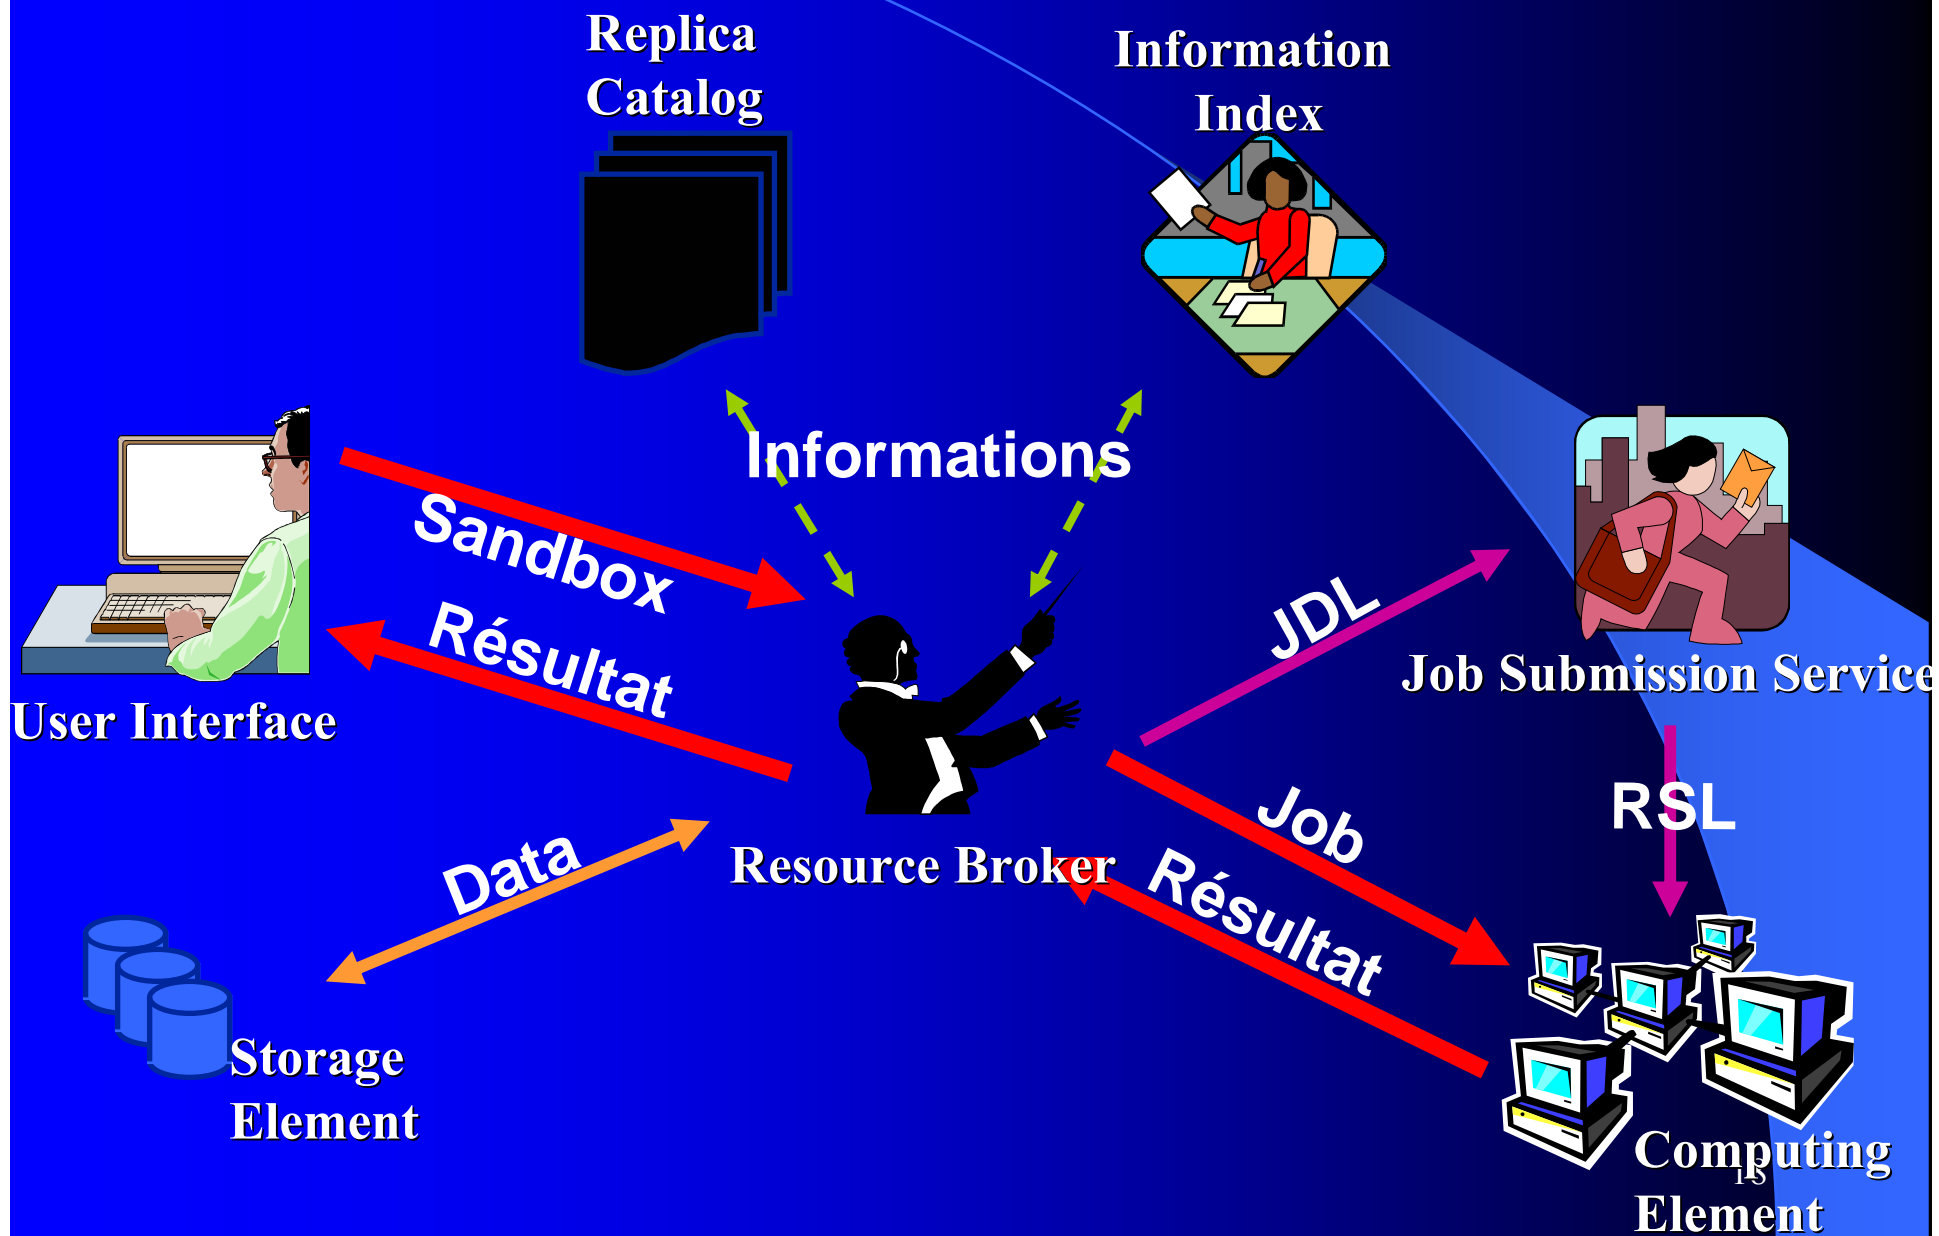 Replica
Catalog
Information
Index
Informations
Sandbox
Résultat
JDL
User Interface
Job Submission Service
RSL
Job
Data
Resource Broker
Résultat
Storage
Element
Computing
Element